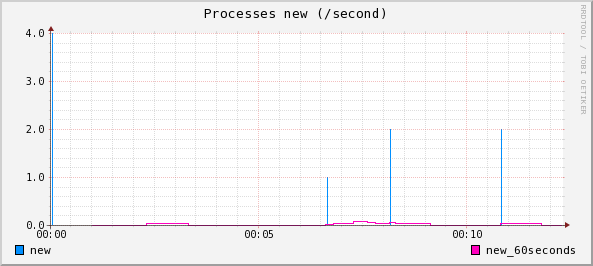 Processes new (/second)
RRDTOOL / TOBI OETIKER
4.0
3.0
2.0
1.0
0.0
00:00 00:05 00:10
new new_60seconds